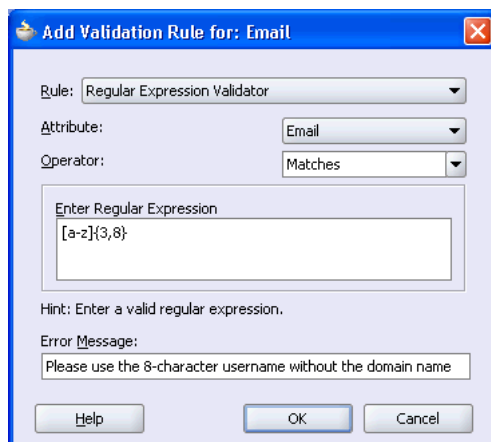 Add Validation Rule for: Email
Rule: Regular Expression Validator
Attribute: Email
Operator: Matches
Enter Regular Expression
[a-z]{3,8}
Hint: Enter a valid regular expression.
Error Message:
Please use the 8-character username without the domain name
Help OK Cancel